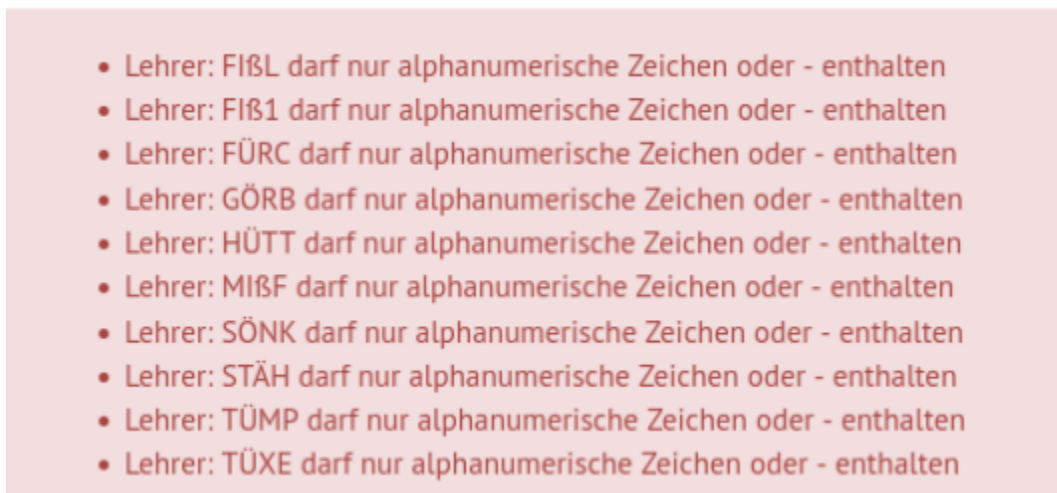 • Lehrer: FIßL darf nur alphanumerische Zeichen oder - enthalten
• Lehrer: FIß1 darf nur alphanumerische Zeichen oder - enthalten
• Lehrer: FÜRC darf nur alphanumerische Zeichen oder - enthalten
• Lehrer: GÖRB darf nur alphanumerische Zeichen oder - enthalten
• Lehrer: HÜTT darf nur alphanumerische Zeichen oder - enthalten
• Lehrer: MIßF darf nur alphanumerische Zeichen oder - enthalten
• Lehrer: SÖNK darf nur alphanumerische Zeichen oder - enthalten
• Lehrer: STÄH darf nur alphanumerische Zeichen oder - enthalten
• Lehrer: TÜMP darf nur alphanumerische Zeichen oder - enthalten
• Lehrer: TÜXE darf nur alphanumerische Zeichen oder - enthalten